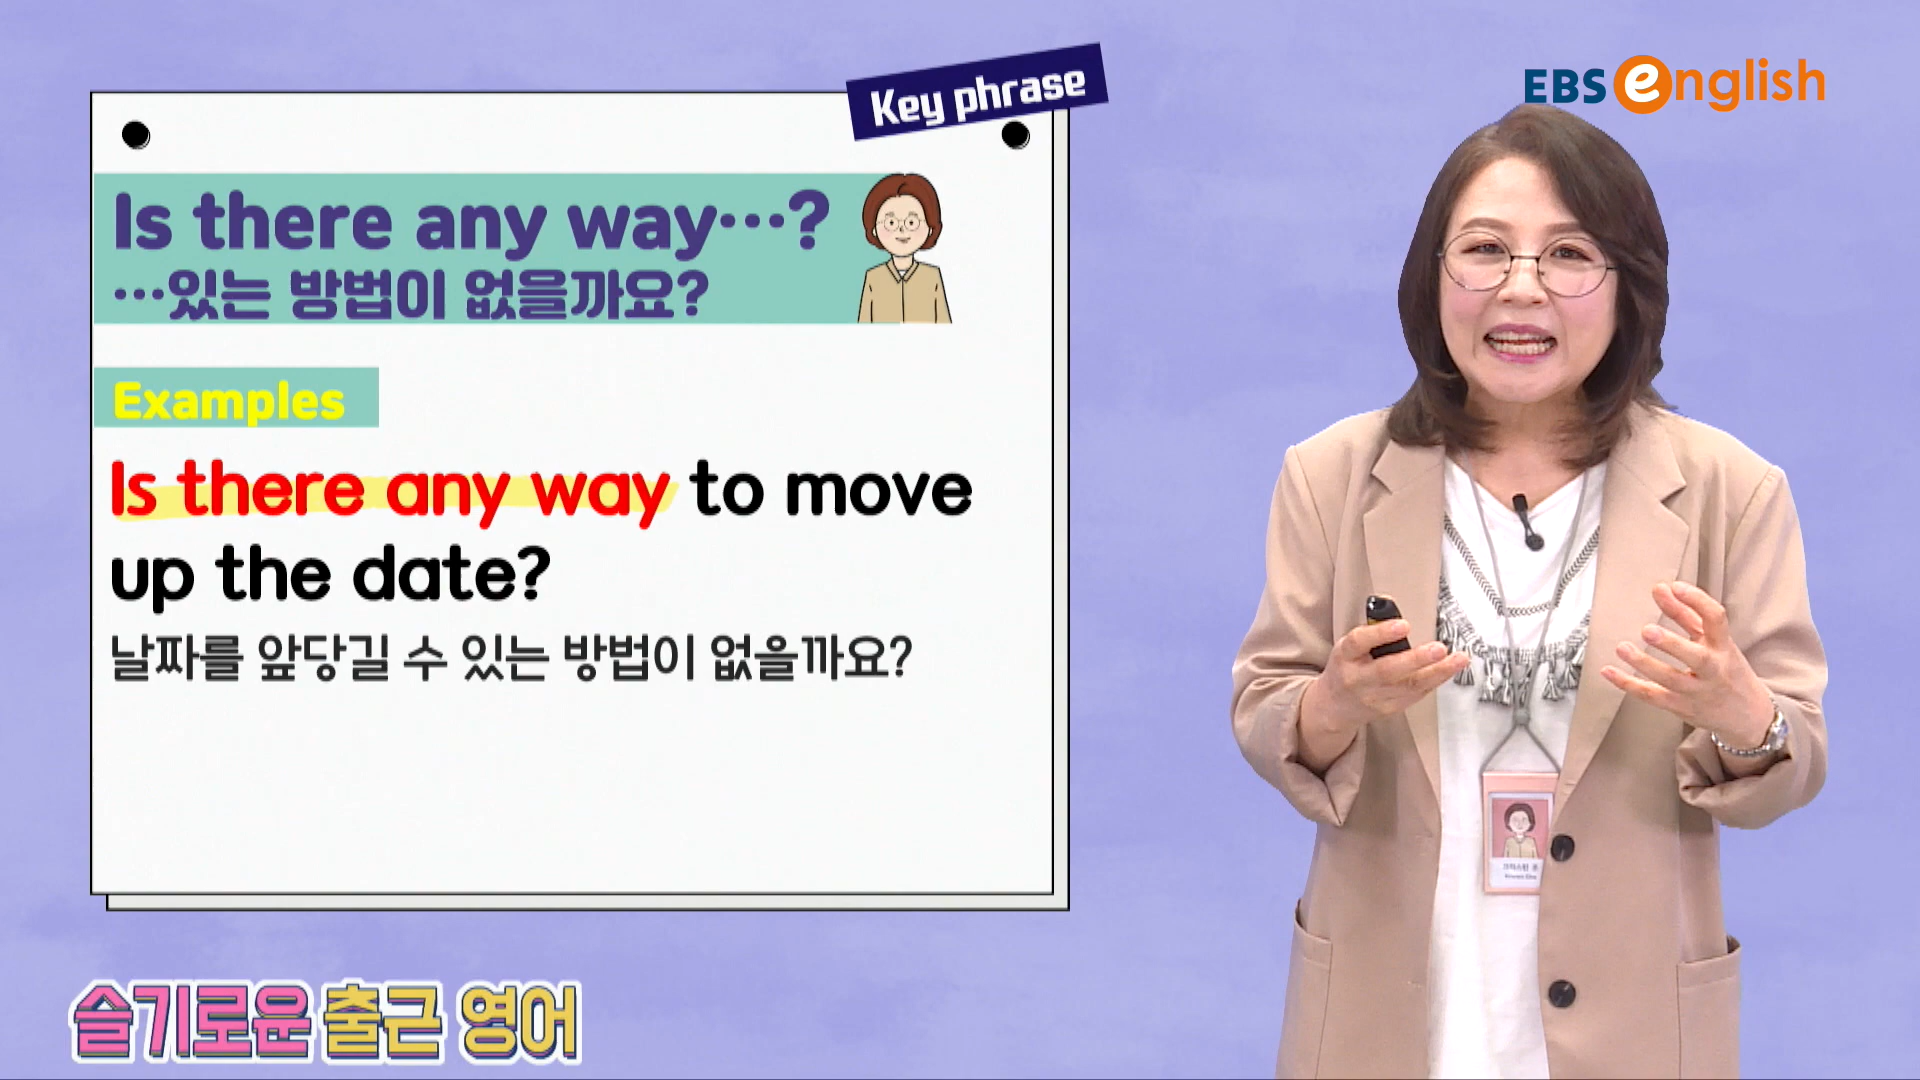 EBS english
Key phrase
Is there any way…?
…있는 방법이 없을까요?
Examples
Is there any way to move
up the date?
날짜를 앞당길 수 있는 방법이 없을까요?
슬기로운 출근 영어